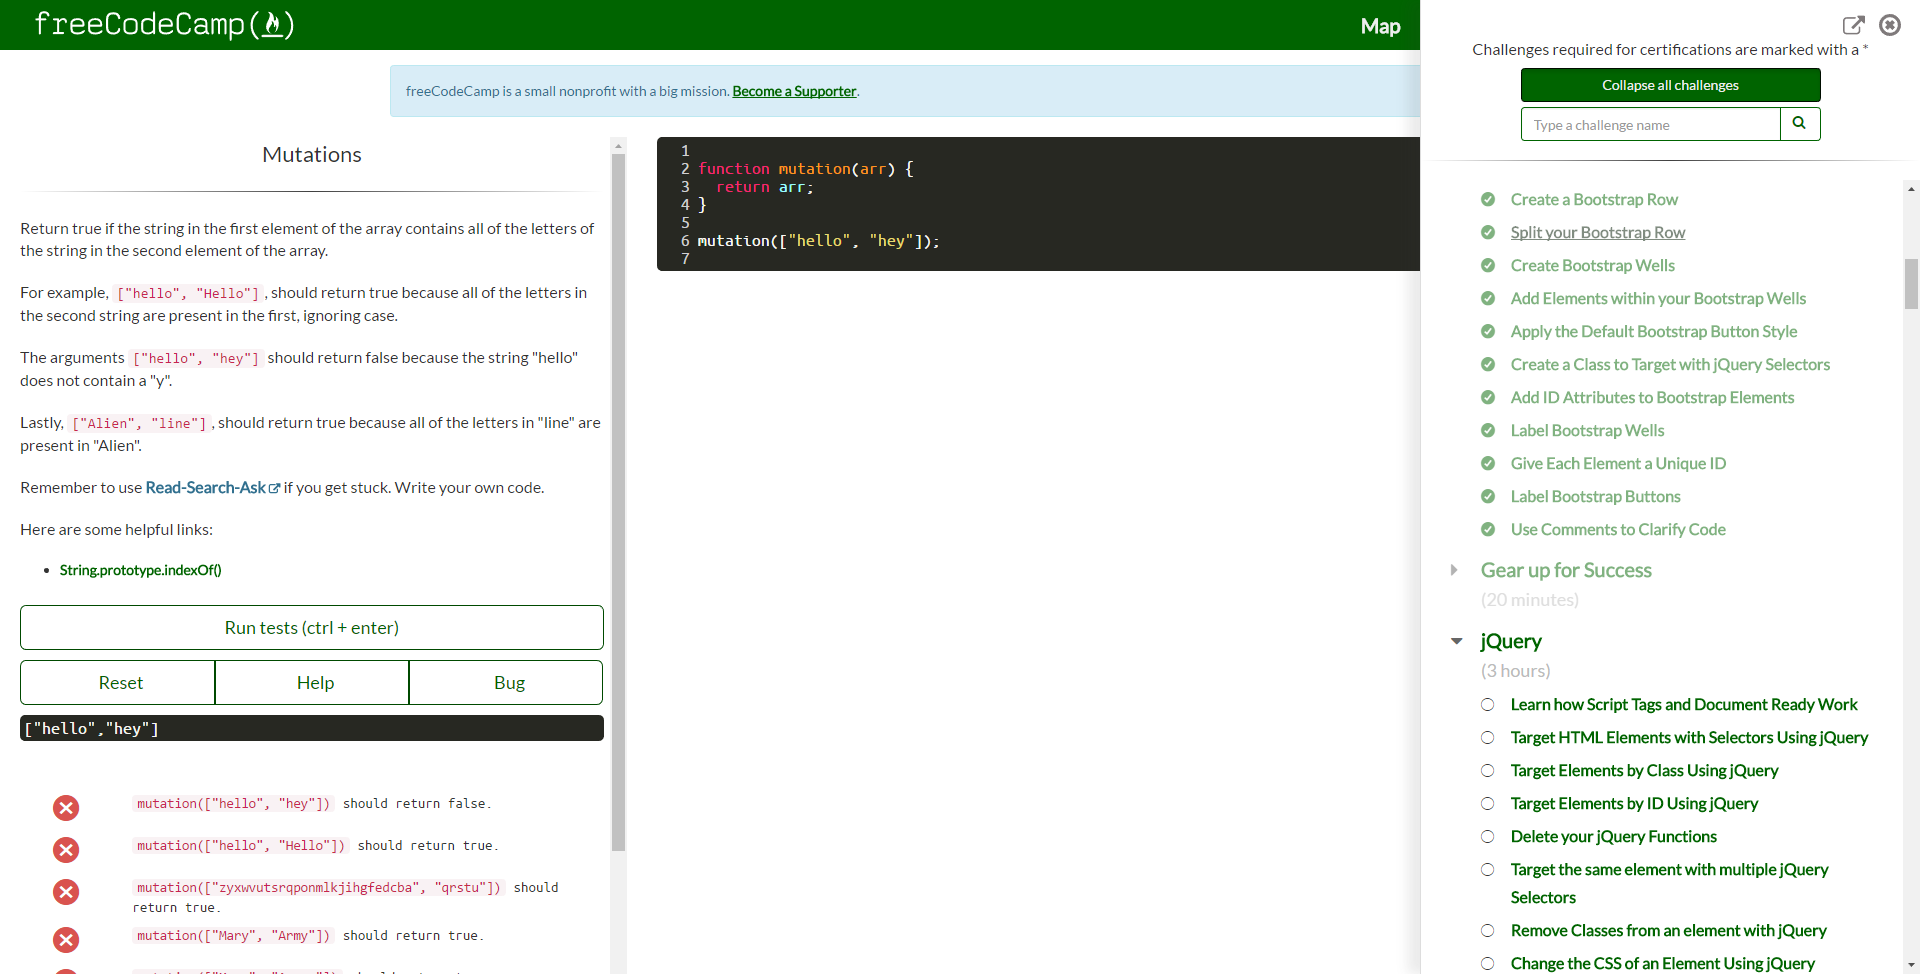 freeCodeCamp
Map
freeCodeCamp is a small nonprofit with a big mission. Become a Supporter.
Mutations
Return true if the string in the first element of the array contains all of the letters of
the string in the second element of the array.
For example, ["hello", "Hello"] , should return true because all of the letters in
the second string are present in the first, ignoring case.
The arguments ["hello", "hey"] should return false because the string "hello"
does not contain a "y".
Lastly, ["Alien", "line"] , should return true because all of the letters in "line" are
present in "Alien".
Remember to use Read-Search-Ask if you get stuck. Write your own code.
Here are some helpful links:
• String.prototype.indexOf()
Run tests (ctrl + enter)
Reset Help Bug
["hello","hey"]
mutation(["hello", "hey"]) should return false.
mutation(["hello", "Hello"]) should return true.
mutation(["zyxwvutsrqponmlkjihgfedcba", "qrstu"]) should
return true.
mutation(["Mary", "Army"]) should return true.
1
2 function mutation(arr) {
3   return arr;
4 }
5
6 mutation(["hello", "hey"]);
7
Challenges required for certifications are marked with a *
Collapse all challenges
Type a challenge name
Create a Bootstrap Row
Split your Bootstrap Row
Create Bootstrap Wells
Add Elements within your Bootstrap Wells
Apply the Default Bootstrap Button Style
Create a Class to Target with jQuery Selectors
Add ID Attributes to Bootstrap Elements
Label Bootstrap Wells
Give Each Element a Unique ID
Label Bootstrap Buttons
Use Comments to Clarify Code
Gear up for Success
(20 minutes)
jQuery
(3 hours)
Learn how Script Tags and Document Ready Work
Target HTML Elements with Selectors Using jQuery
Target Elements by Class Using jQuery
Target Elements by ID Using jQuery
Delete your jQuery Functions
Target the same element with multiple jQuery
Selectors
Remove Classes from an element with jQuery
Change the CSS of an Element Using jQuery